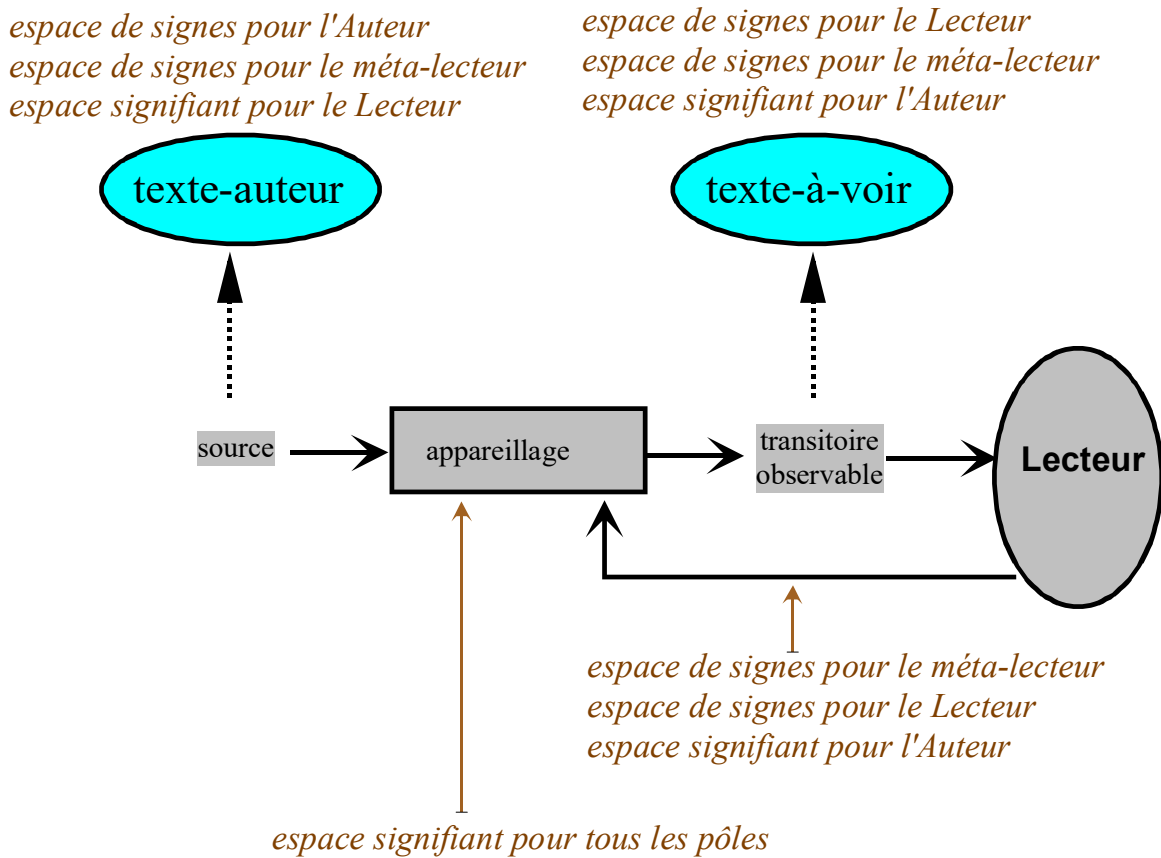 espace de signes pour l'Auteur
espace de signes pour le méta-lecteur
espace signifiant pour le Lecteur
espace de signes pour le Lecteur
espace de signes pour le méta-lecteur
espace signifiant pour l'Auteur
texte-auteur
texte-à-voir
source
appareillage
transitoire
observable
Lecteur
espace de signes pour le méta-lecteur
espace de signes pour le Lecteur
espace signifiant pour l'Auteur
espace signifiant pour tous les pôles